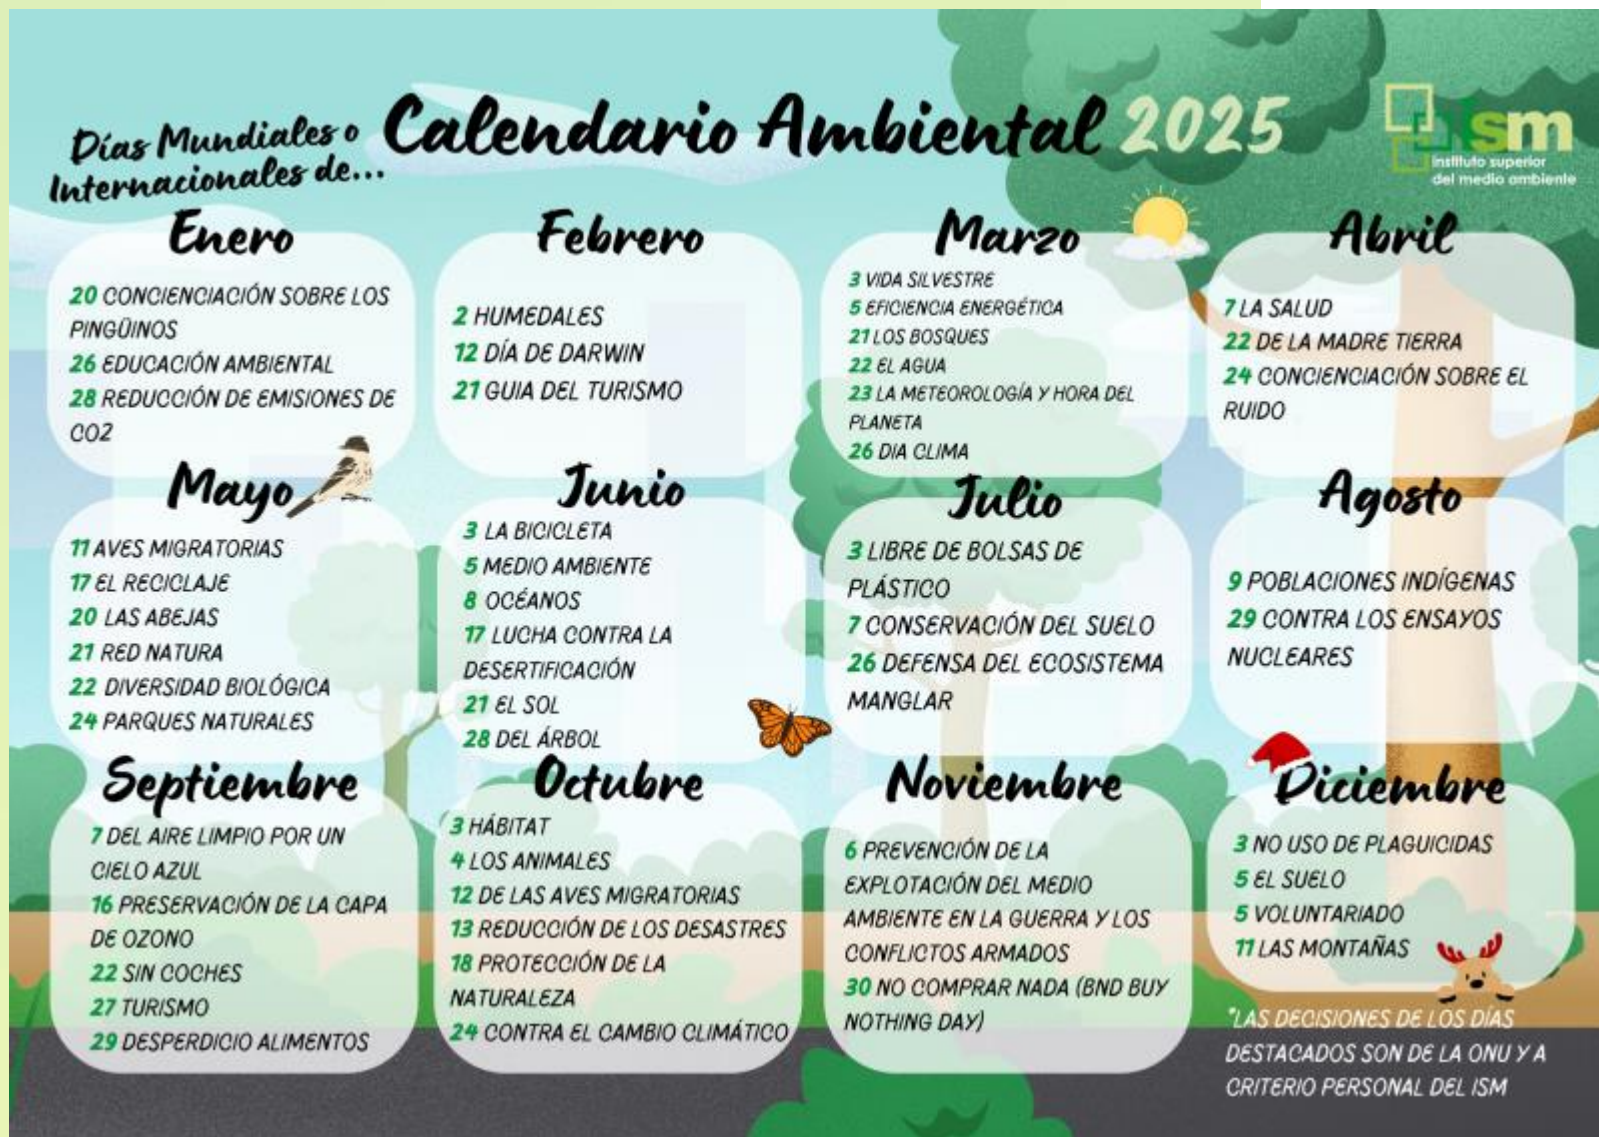 Días Mundiales o
Internacionales de...
Calendario Ambiental 2025
ism
instituto superior
del medio ambiente
Enero
20 CONCIENCIACIÓN SOBRE LOS
PINGÜINOS
26 EDUCACIÓN AMBIENTAL
28 REDUCCIÓN DE EMISIONES DE
CO2
Febrero
2 HUMEDALES
12 DÍA DE DARWIN
21 GUIA DEL TURISMO
Marzo
3 VIDA SILVESTRE
5 EFICIENCIA ENERGÉTICA
21 LOS BOSQUES
22 EL AGUA
23 LA METEOROLOGÍA Y HORA DEL
PLANETA
26 DIA CLIMA
Abril
7 LA SALUD
22 DE LA MADRE TIERRA
24 CONCIENCIACIÓN SOBRE EL
RUIDO
Mayo
11 AVES MIGRATORIAS
17 EL RECICLAJE
20 LAS ABEJAS
21 RED NATURA
22 DIVERSIDAD BIOLÓGICA
24 PARQUES NATURALES
Junio
3 LA BICICLETA
5 MEDIO AMBIENTE
8 OCÉANOS
17 LUCHA CONTRA LA
DESERTIFICACIÓN
21 EL SOL
28 DEL ÁRBOL
Julio
3 LIBRE DE BOLSAS DE
PLÁSTICO
7 CONSERVACIÓN DEL SUELO
26 DEFENSA DEL ECOSISTEMA
MANGLAR
Agosto
9 POBLACIONES INDÍGENAS
29 CONTRA LOS ENSAYOS
NUCLEARES
Septiembre
7 DEL AIRE LIMPIO POR UN
CIELO AZUL
16 PRESERVACIÓN DE LA CAPA
DE OZONO
22 SIN COCHES
27 TURISMO
29 DESPERDICIO ALIMENTOS
Octubre
3 HÁBITAT
4 LOS ANIMALES
12 DE LAS AVES MIGRATORIAS
13 REDUCCIÓN DE LOS DESASTRES
18 PROTECCIÓN DE LA
NATURALEZA
24 CONTRA EL CAMBIO CLIMÁTICO
Noviembre
6 PREVENCIÓN DE LA
EXPLOTACIÓN DEL MEDIO
AMBIENTE EN LA GUERRA Y LOS
CONFLICTOS ARMADOS
30 NO COMPRAR NADA (BND BUY
NOTHING DAY)
Diciembre
3 NO USO DE PLAGUICIDAS
5 EL SUELO
5 VOLUNTARIADO
11 LAS MONTAÑAS
*LAS DECISIONES DE LOS DÍAS
DESTACADOS SON DE LA ONU Y A
CRITERIO PERSONAL DEL ISM